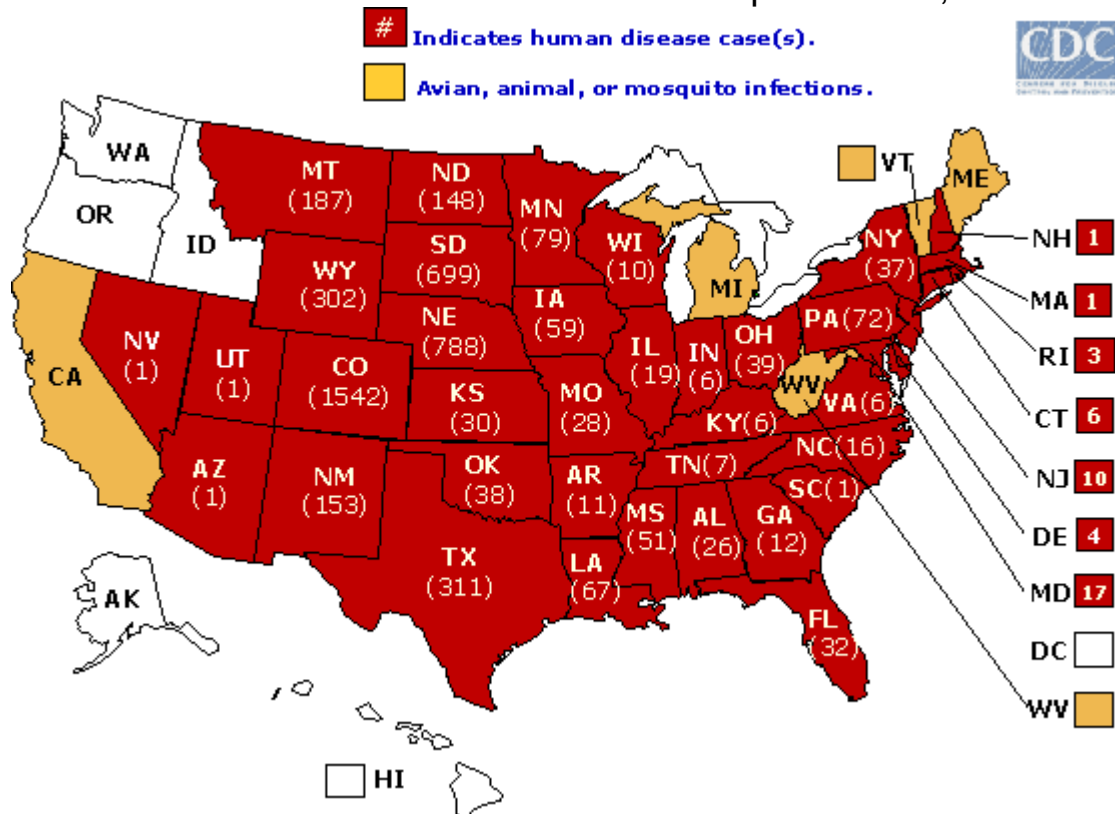 # Indicates human disease case(s).
Avian, animal, or mosquito infections.
CDC
WA
OR
ID
MT
(187)
ND
(148)
MN
(79)
SD
(699)
WI
(10)
WY
(302)
IA
(59)
NE
(788)
NV
(1)
UT
(1)
CO
(1542)
KS
(30)
MO
(28)
IL
(19)
IN
(6)
OH
(39)
MI
PA(72)
NY
(37)
VT
ME
CA
AZ
(1)
NM
(153)
OK
(38)
AR
(11)
TX
(311)
LA
(67)
MS
(51)
AL
(26)
GA
(12)
FL
(32)
KY(6)
TN(7)
WV
VA(6)
NC(16)
SC(1)
NH 1
MA 1
RI 3
CT 6
NJ 10
DE 4
MD 17
DC
WV
AK
HI